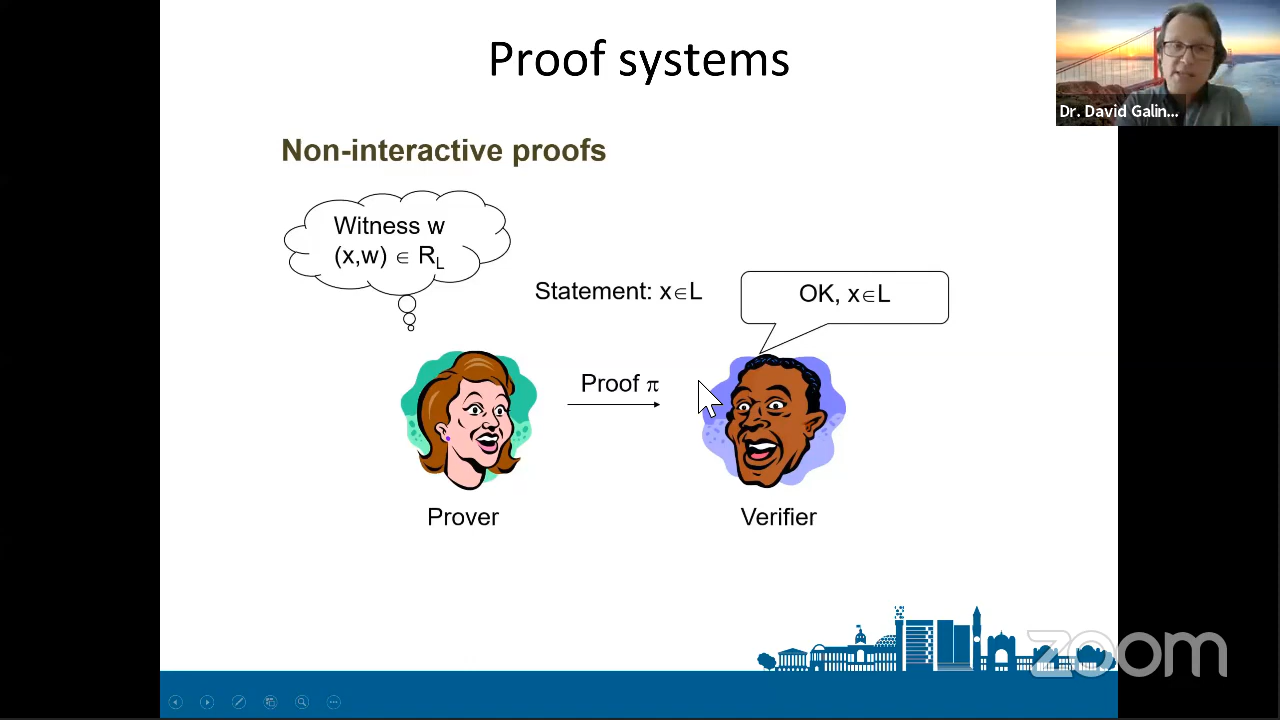 Proof systems
Dr. David Galin...
Non-interactive proofs
Witness w
(x,w) ∈ RL
Statement: x∈L
OK, x∈L
Proof π
Prover
Verifier
zoom